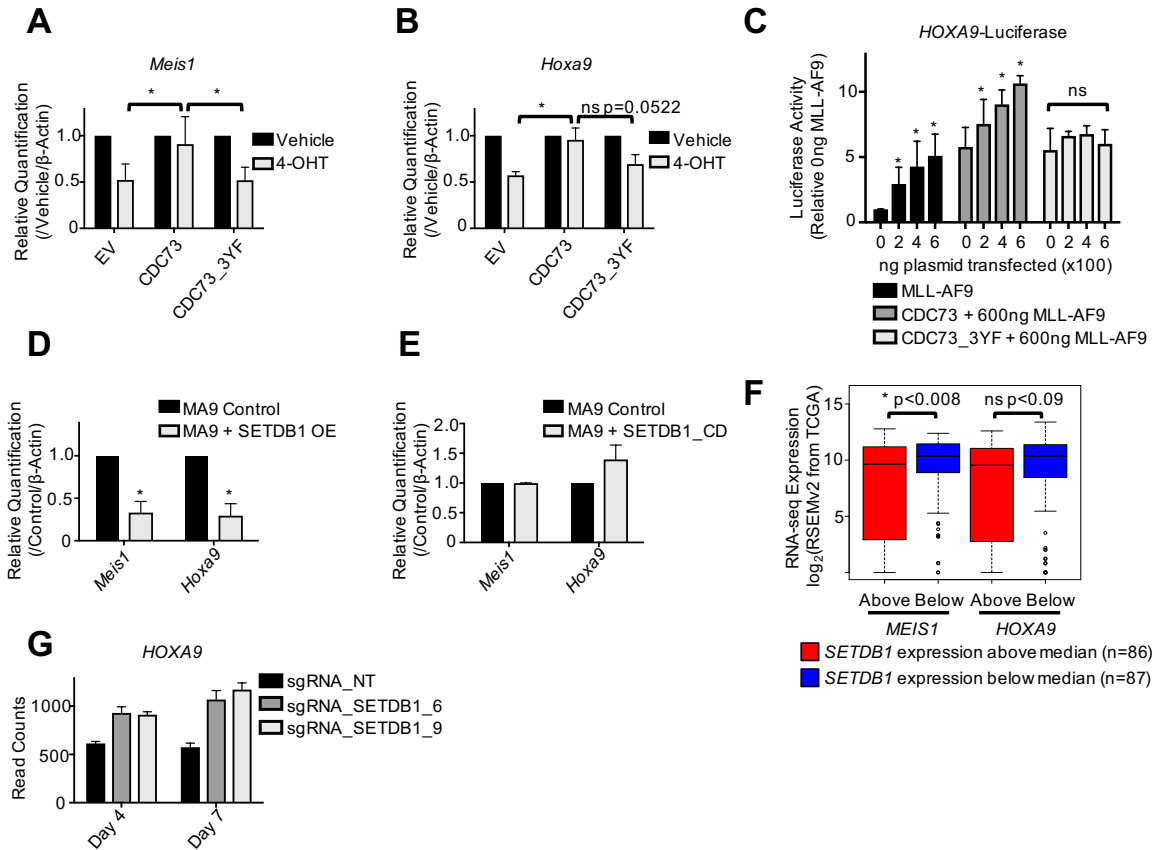 A
Meis1
Relative Quantification
(/Vehicle/β-Actin)
* *
1.0
0.5
0
EV
CDC73
CDC73_3YF
Vehicle
4-OHT
B
Hoxa9
Relative Quantification
(/Vehicle/β-Actin)
* ns p=0.0522
1.0
0.5
0
EV
CDC73
CDC73_3YF
Vehicle
4-OHT
C
HOXA9-Luciferase
Luciferase Activity
(Relative 0ng MLL-AF9)
10
5
0
* * * * * * ns
0 2 4 6 0 2 4 6 0 2 4 6
ng plasmid transfected (x100)
MLL-AF9
CDC73 + 600ng MLL-AF9
CDC73_3YF + 600ng MLL-AF9
D
MA9 Control
MA9 + SETDB1 OE
Relative Quantification
(/Control/β-Actin)
1.0
0.5
0
* *
Meis1
Hoxa9
E
MA9 Control
MA9 + SETDB1_CD
Relative Quantification
(/Control/β-Actin)
2.0
1.5
1.0
0.5
0
Meis1
Hoxa9
F
RNA-seq Expression
log2(RSEMv2 from TCGA)
15
10
5
* p<0.008 ns p<0.09
Above Below Above Below
MEIS1 HOXA9
SETDB1 expression above median (n=86)
SETDB1 expression below median (n=87)
G
HOXA9
Read Counts
1000
500
0
Day 4
Day 7
sgRNA_NT
sgRNA_SETDB1_6
sgRNA_SETDB1_9